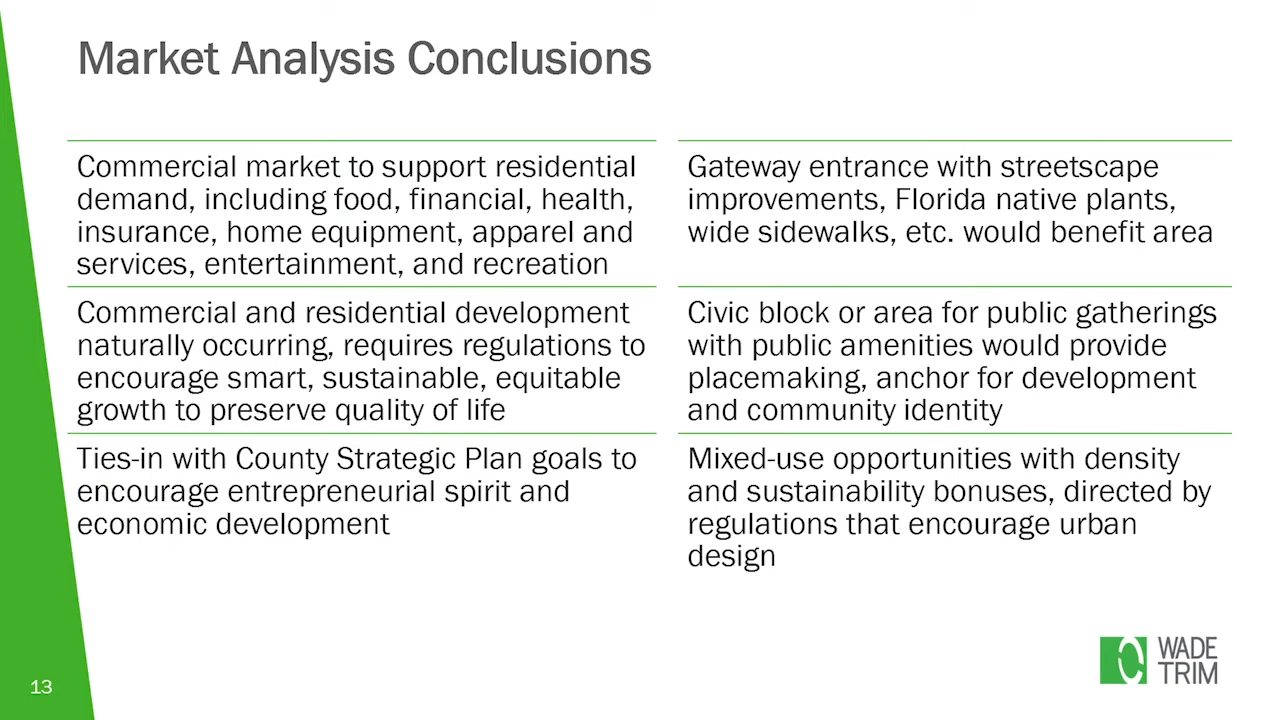 Market Analysis Conclusions
Commercial market to support residential
demand, including food, financial, health,
insurance, home equipment, apparel and
services, entertainment, and recreation
Commercial and residential development
naturally occurring, requires regulations to
encourage smart, sustainable, equitable
growth to preserve quality of life
Ties-in with County Strategic Plan goals to
encourage entrepreneurial spirit and
economic development
Gateway entrance with streetscape
improvements, Florida native plants,
wide sidewalks, etc. would benefit area
Civic block or area for public gatherings
with public amenities would provide
placemaking, anchor for development
and community identity
Mixed-use opportunities with density
and sustainability bonuses, directed by
regulations that encourage urban
design
13
WADE
TRIM